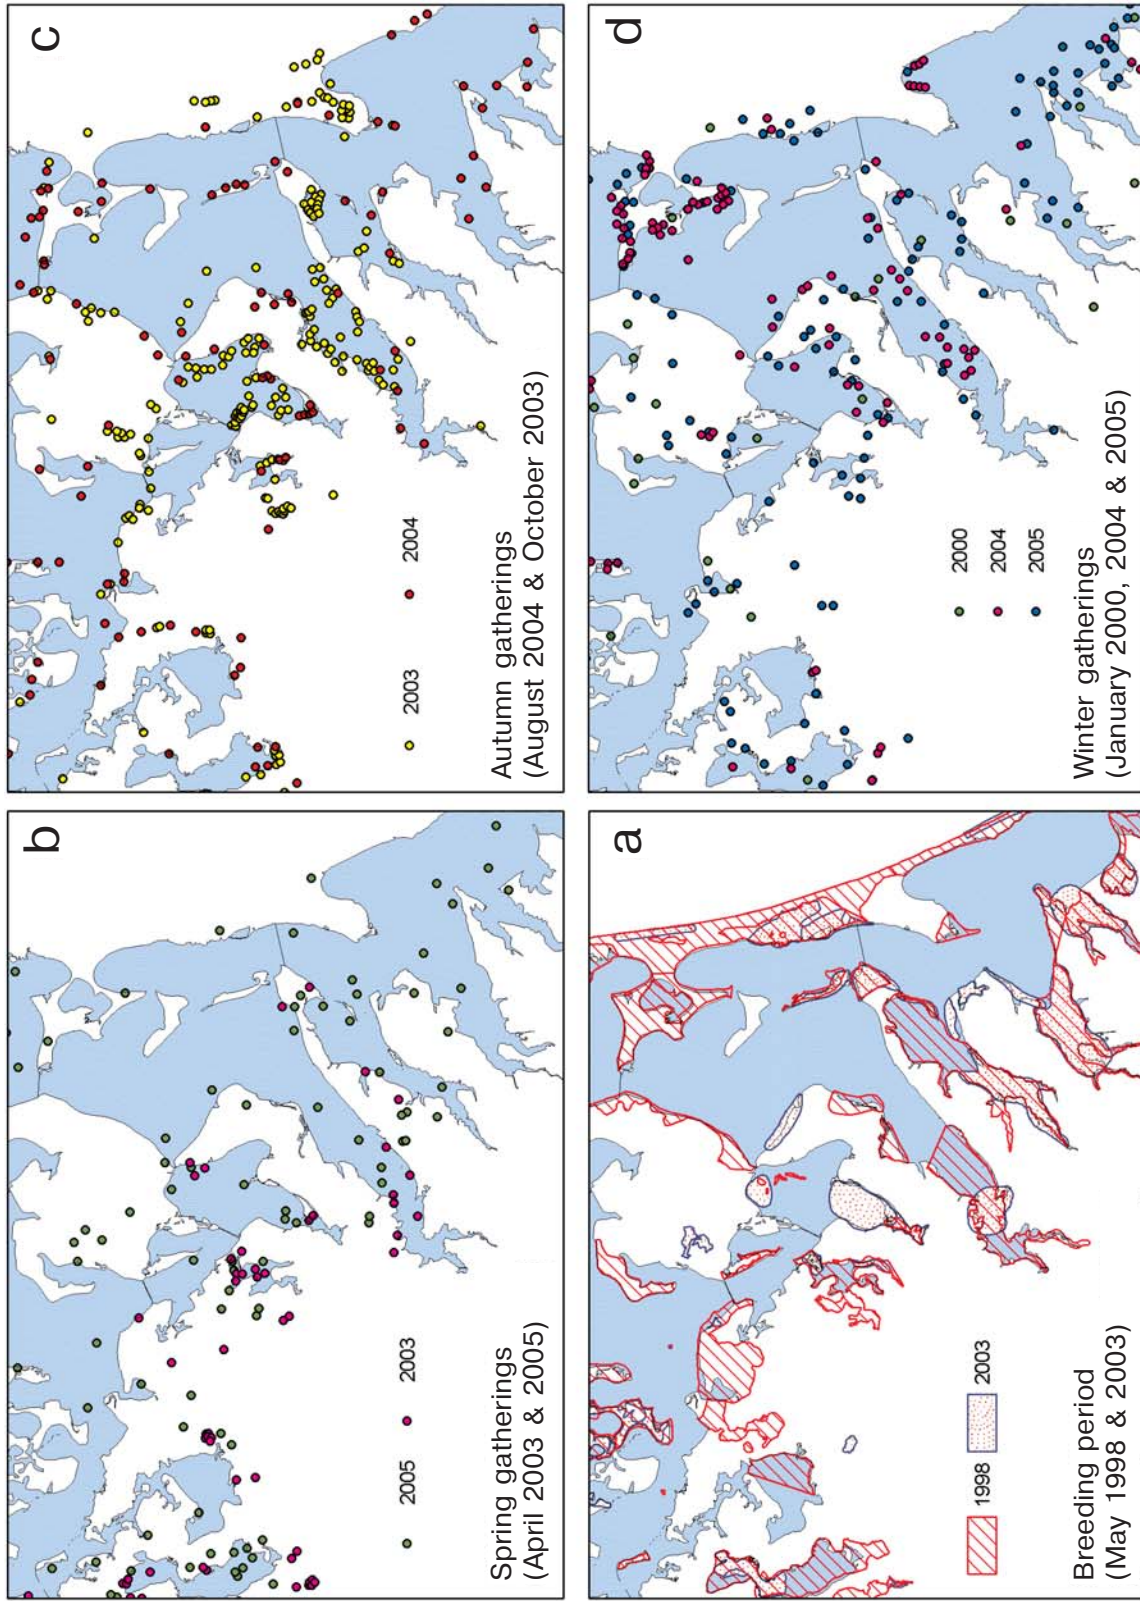 b
2005
2003
Spring gatherings
(April 2003 & 2005)
c
2003
2004
Autumn gatherings
(August 2004 & October 2003)
a
1998
2003
Breeding period
(May 1998 & 2003)
d
2000
2004
2005
Winter gatherings
(January 2000, 2004 & 2005)